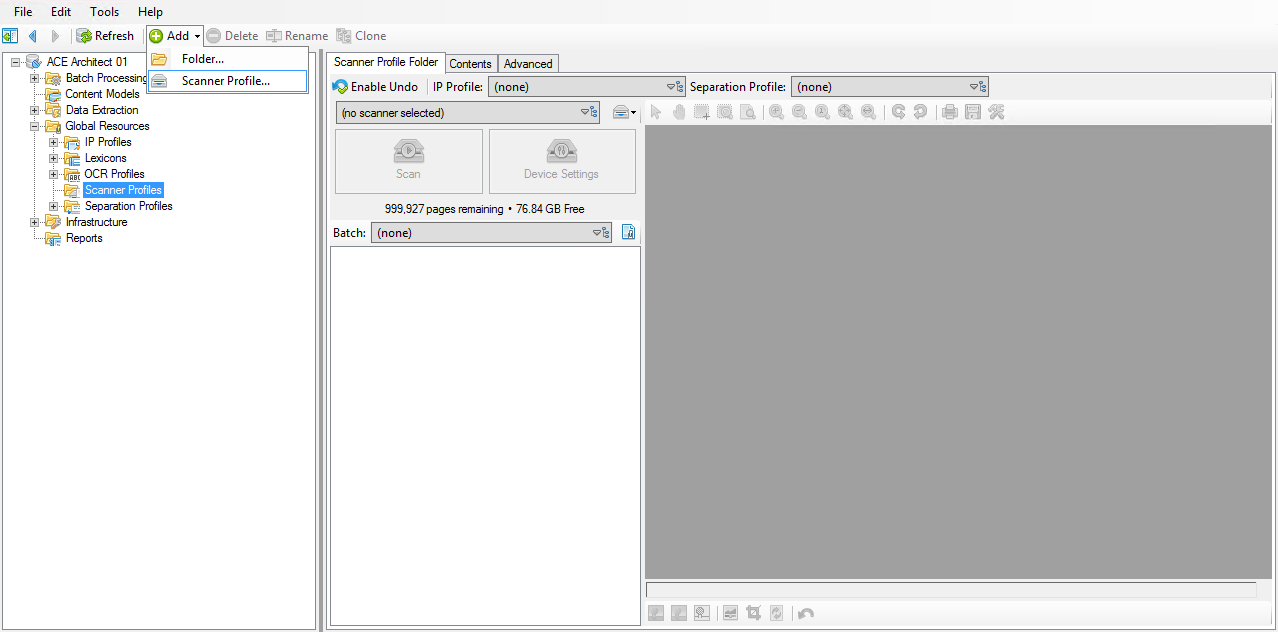 File Edit Tools Help
Refresh Add Delete Rename Clone
Folder...
Scanner Profile...
ACE Architect 01
Batch Processing
Content Models
Data Extraction
Global Resources
IP Profiles
Lexicons
OCR Profiles
Scanner Profiles
Separation Profiles
Infrastructure
Reports
Scanner Profile Folder Contents Advanced
Enable Undo IP Profile: (none) Separation Profile: (none)
(no scanner selected)
Scan Device Settings
999,927 pages remaining • 76.84 GB Free
Batch: (none)